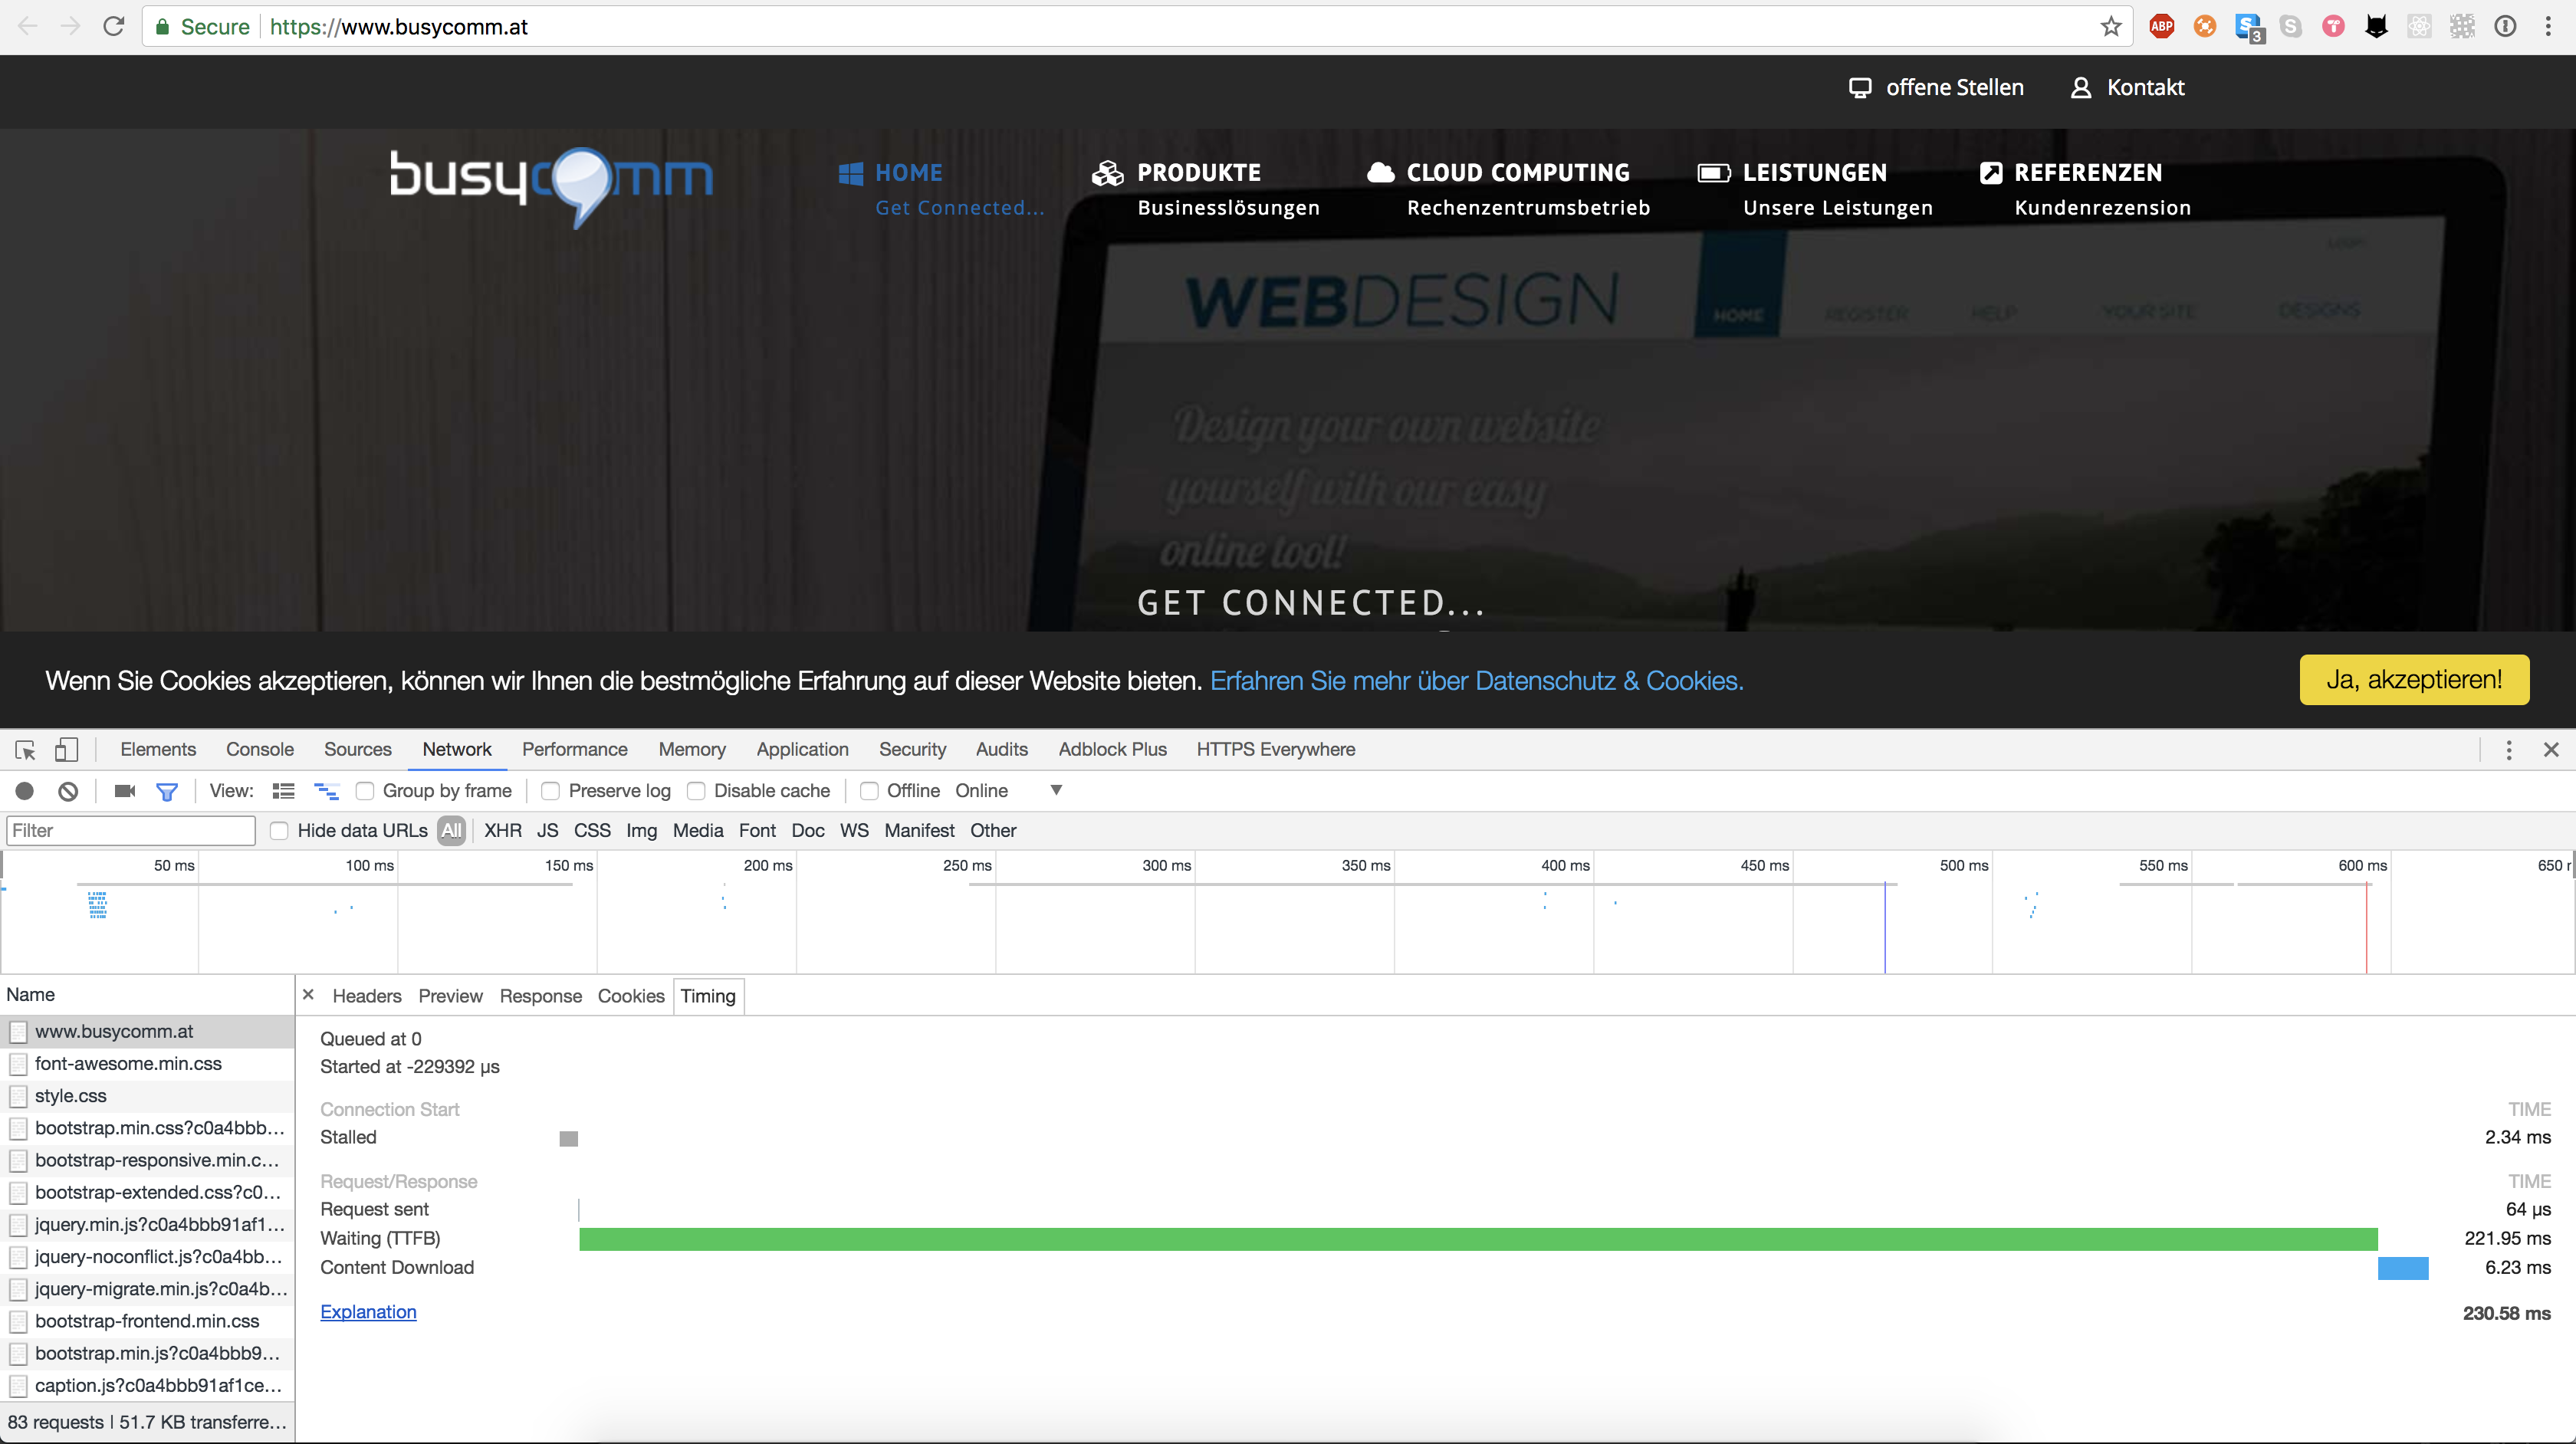 Secure https://www.busycomm.at
ABP
3
offene Stellen Kontakt
busycomm
HOME PRODUKTE CLOUD COMPUTING LEISTUNGEN REFERENZEN
Get Connected... Businesslösungen Rechenzentrumsbetrieb Unsere Leistungen Kundenrezension
LOGIN
WEBDESIGN
HOME REGISTER HELP YOUR SITE DESIGNS
Design your own website
yourself with our easy
online tool!
GET CONNECTED...
Wenn Sie Cookies akzeptieren, können wir Ihnen die bestmögliche Erfahrung auf dieser Website bieten. Erfahren Sie mehr über Datenschutz & Cookies. Ja, akzeptieren!
Elements Console Sources Network Performance Memory Application Security Audits Adblock Plus HTTPS Everywhere
View: Group by frame Preserve log Disable cache Offline Online
Filter Hide data URLs All XHR JS CSS Img Media Font Doc WS Manifest Other
50 ms 100 ms 150 ms 200 ms 250 ms 300 ms 350 ms 400 ms 450 ms 500 ms 550 ms 600 ms 650 r
Name × Headers Preview Response Cookies Timing
www.busycomm.at
font-awesome.min.css
style.css
bootstrap.min.css?c0a4bbb...
bootstrap-responsive.min.c...
bootstrap-extended.css?c0...
jquery.min.js?c0a4bbb91af1...
jquery-noconflict.js?c0a4bb...
jquery-migrate.min.js?c0a4b...
bootstrap-frontend.min.css
bootstrap.min.js?c0a4bbb9...
caption.js?c0a4bbb91af1ce...
83 requests | 51.7 KB transferre...
Queued at 0
Started at -229392 µs
Connection Start TIME
Stalled 2.34 ms
Request/Response TIME
Request sent 64 µs
Waiting (TTFB) 221.95 ms
Content Download 6.23 ms
Explanation 230.58 ms